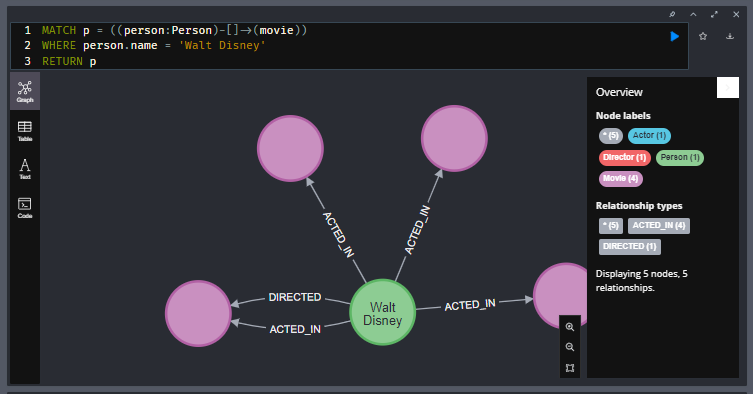 1 MATCH p = ((person:Person)-[]->(movie))
2 WHERE person.name = 'Walt Disney'
3 RETURN p
Graph
Table
Text
Code
ACTED_IN
ACTED_IN
DIRECTED
ACTED_IN
Walt
Disney
ACTED_IN
Overview
Node labels
* (5) Actor (1)
Director (1) Person (1)
Movie (4)
Relationship types
* (5) ACTED_IN (4)
DIRECTED (1)
Displaying 5 nodes, 5
relationships.